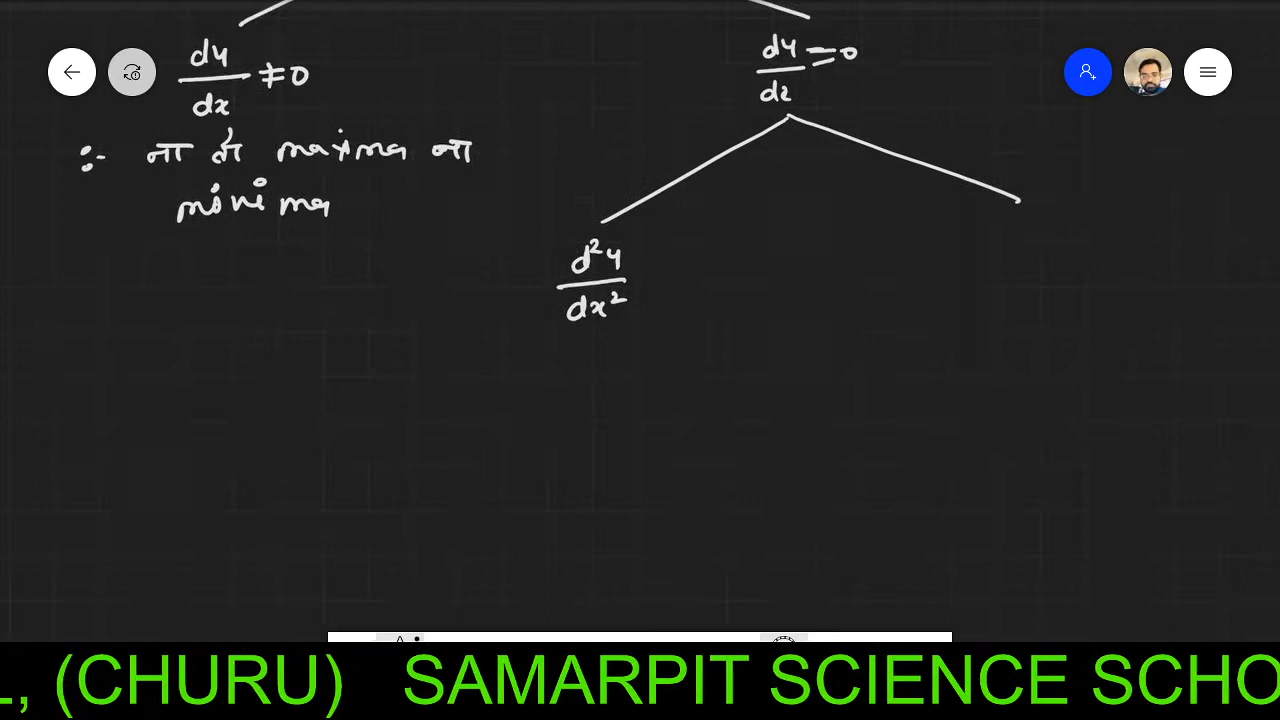 dy/dx ≠ 0
dy/dx = 0
:- ना तो maxima ना
minima
d²y/dx²
L, (CHURU) SAMARPIT SCIENCE SCHO